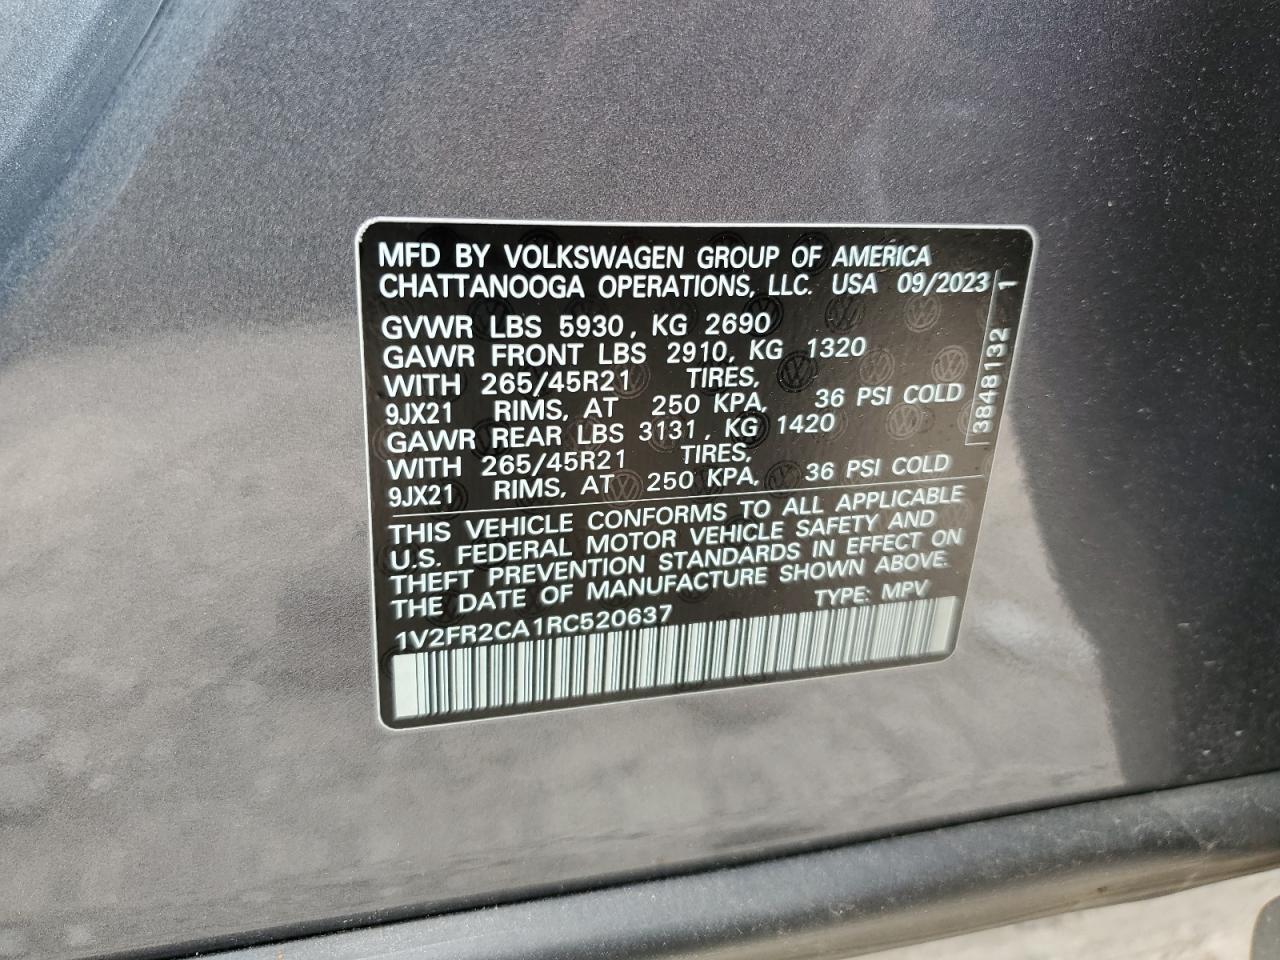 MFD BY VOLKSWAGEN GROUP OF AMERICA
CHATTANOOGA OPERATIONS, LLC. USA 09/2023
GVWR LBS 5930, KG 2690
GAWR FRONT LBS 2910, KG 1320
WITH 265/45R21 TIRES,
9JX21 RIMS, AT 250 KPA, 36 PSI COLD
GAWR REAR LBS 3131, KG 1420
WITH 265/45R21 TIRES,
9JX21 RIMS, AT 250 KPA, 36 PSI COLD
THIS VEHICLE CONFORMS TO ALL APPLICABLE
U.S. FEDERAL MOTOR VEHICLE SAFETY AND
THEFT PREVENTION STANDARDS IN EFFECT ON
THE DATE OF MANUFACTURE SHOWN ABOVE.
1V2FR2CA1RC520637 TYPE: MPV
3848132 1